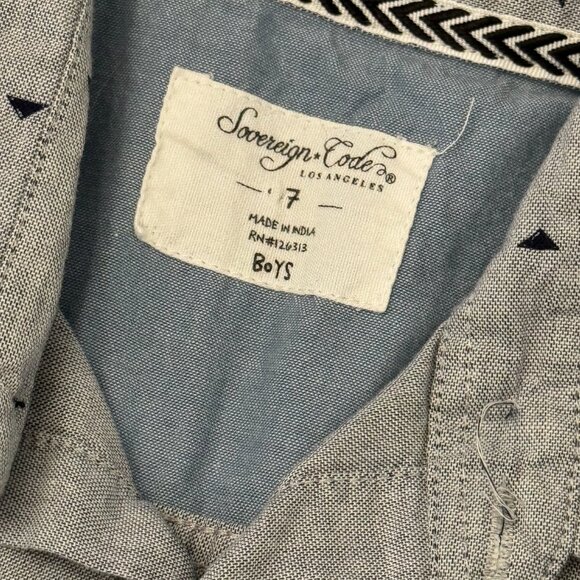 Sovereign★Code®
LOS ANGELES
7
MADE IN INDIA
RN#126313
BOYS